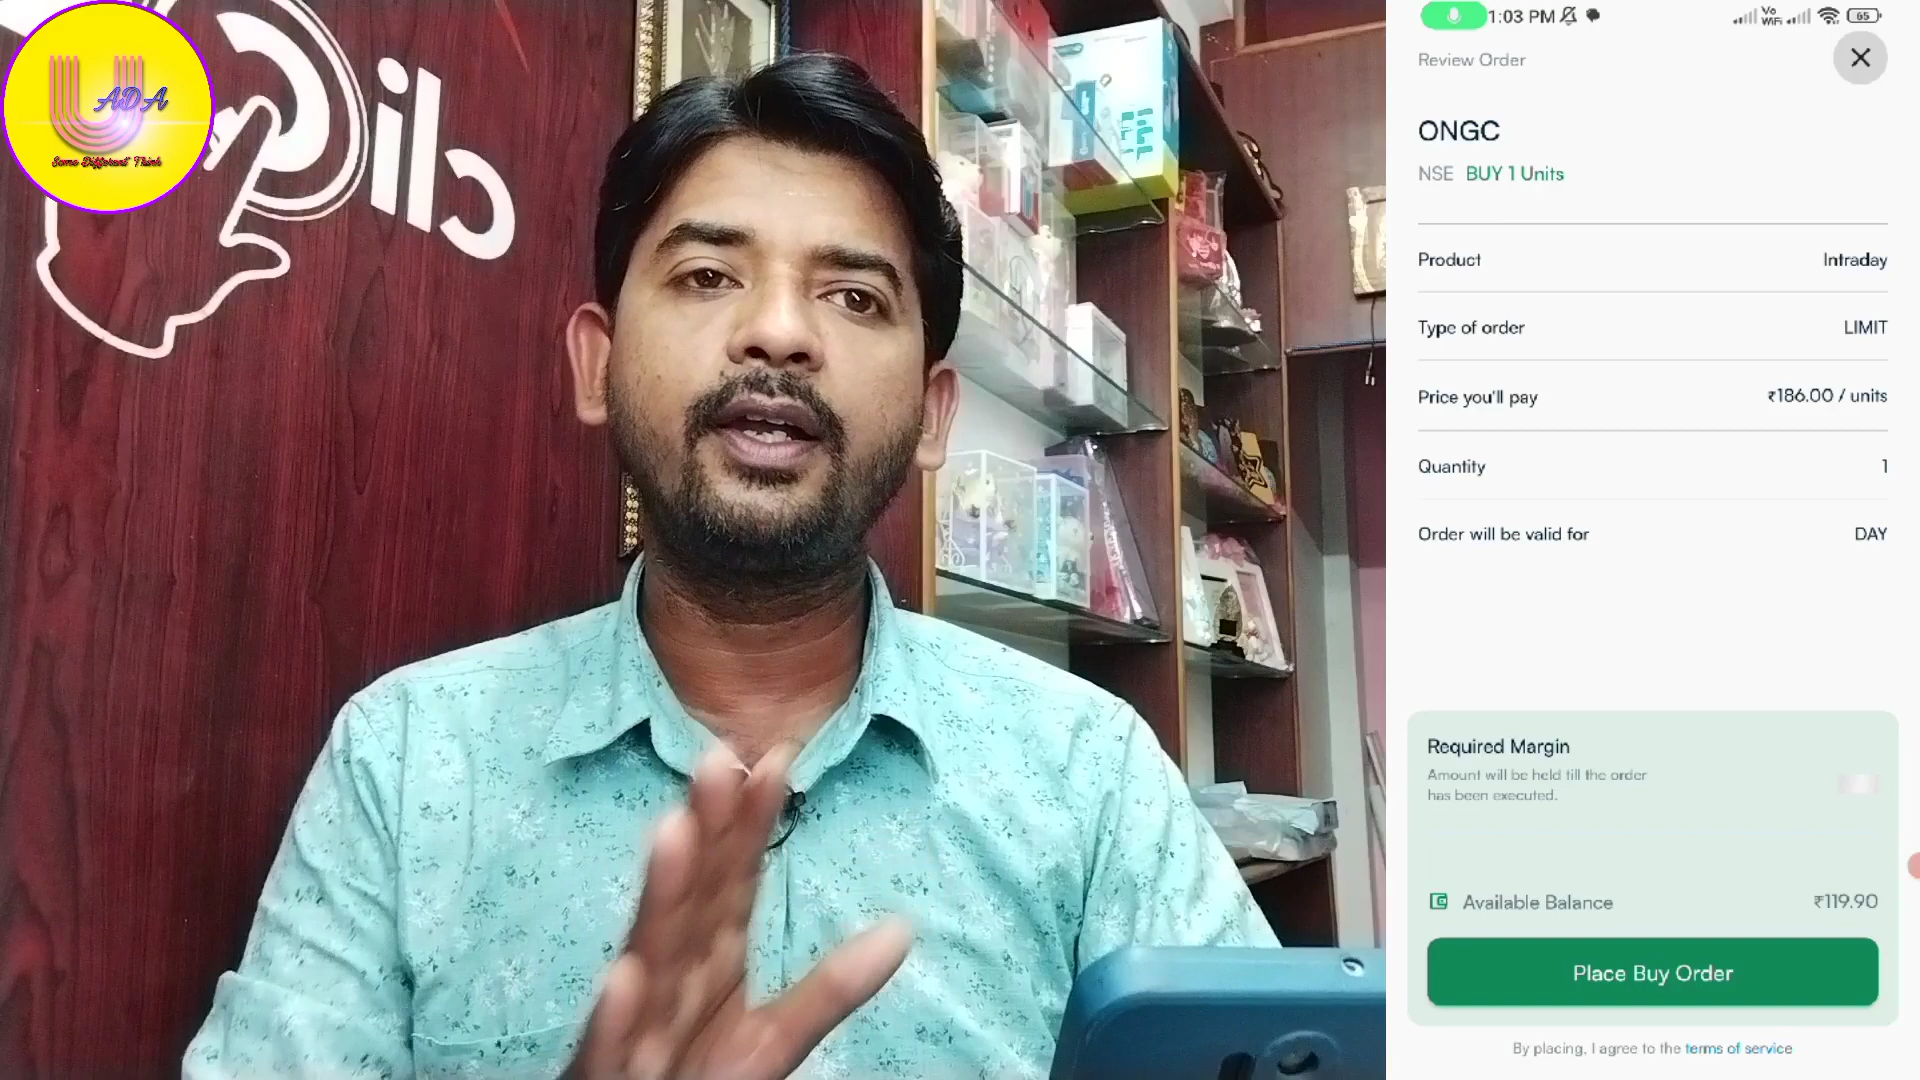 ADA
Some Different Think
clic
1:03 PM
Vo
WiFi
65
Review Order
ONGC
NSE BUY 1 Units
Product Intraday
Type of order LIMIT
Price you'll pay ₹186.00 / units
Quantity 1
Order will be valid for DAY
Required Margin
Amount will be held till the order
has been executed.
Available Balance ₹119.90
Place Buy Order
By placing, I agree to the terms of service